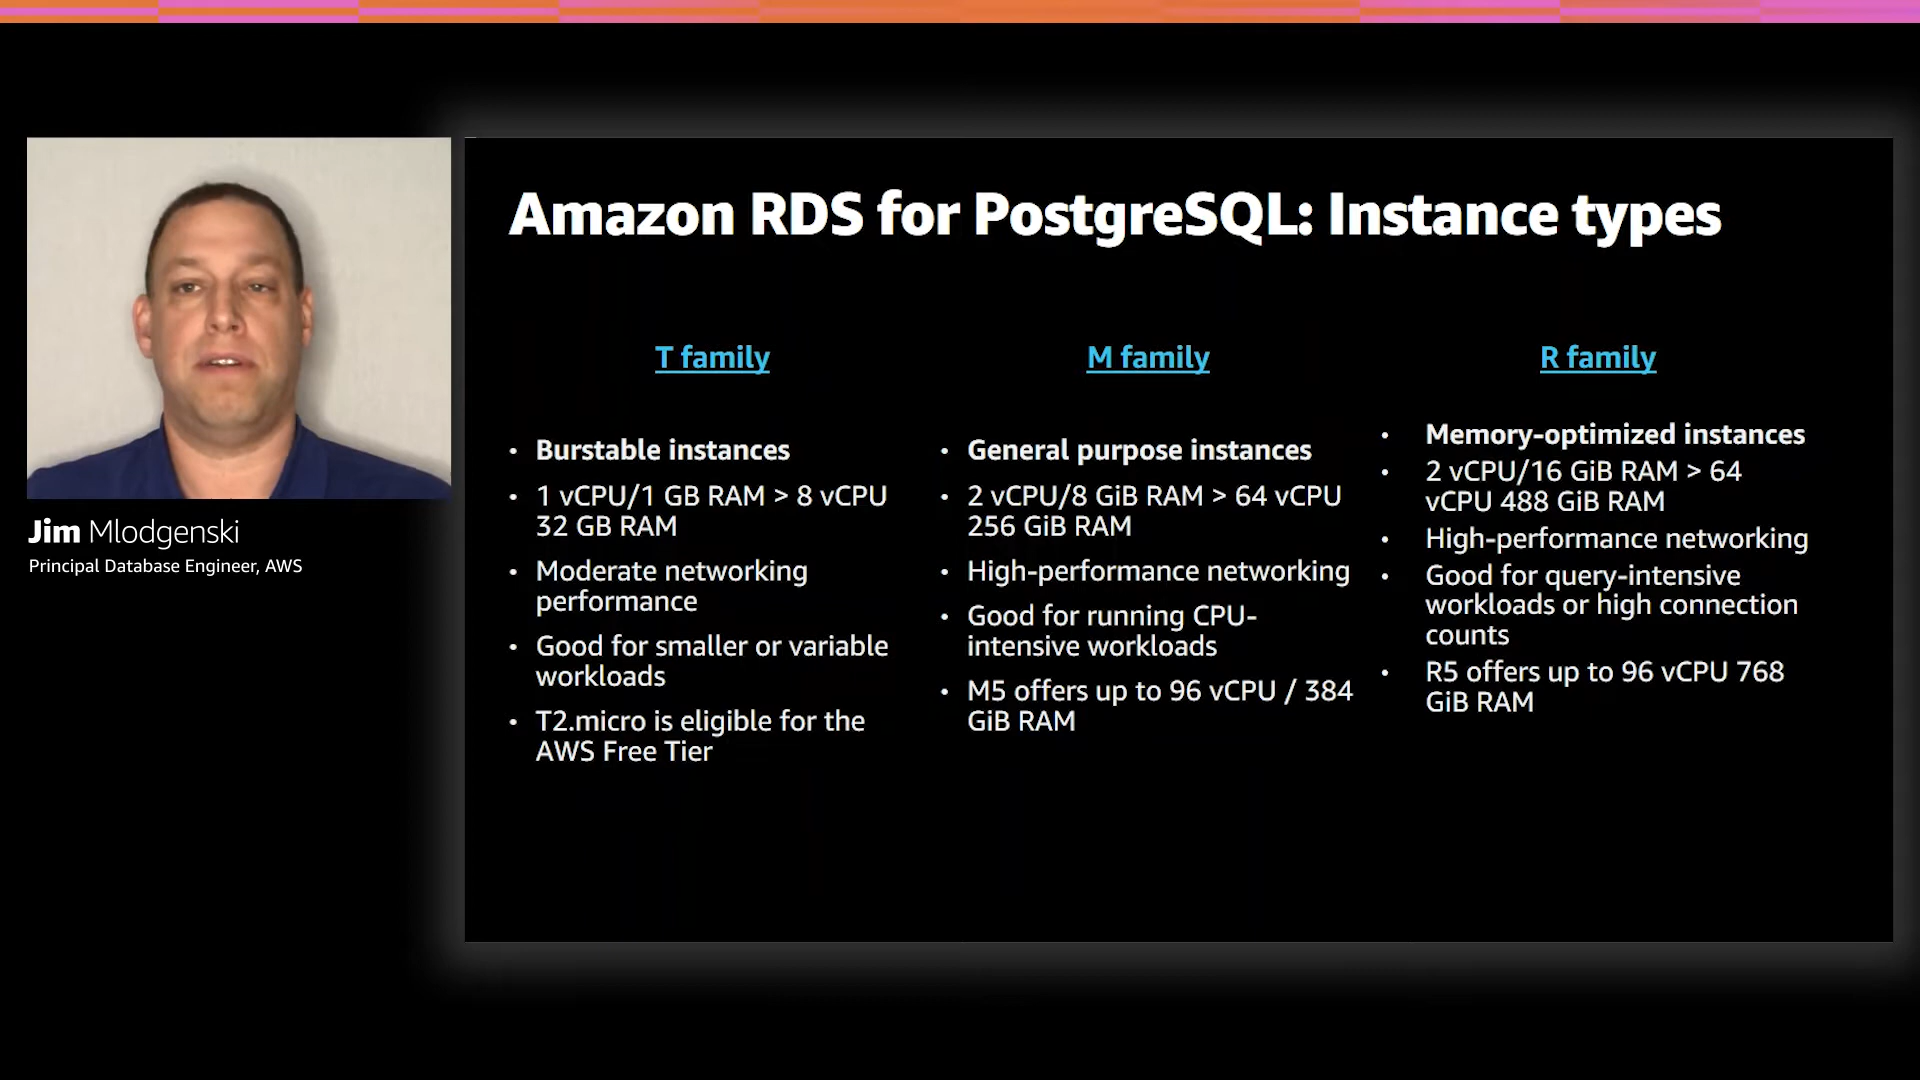 Amazon RDS for PostgreSQL: Instance types
T family
• Burstable instances
• 1 vCPU/1 GB RAM > 8 vCPU
32 GB RAM
• Moderate networking
performance
• Good for smaller or variable
workloads
• T2.micro is eligible for the
AWS Free Tier
M family
• General purpose instances
• 2 vCPU/8 GiB RAM > 64 vCPU
256 GiB RAM
• High-performance networking
• Good for running CPU-
intensive workloads
• M5 offers up to 96 vCPU / 384
GiB RAM
R family
• Memory-optimized instances
• 2 vCPU/16 GiB RAM > 64
vCPU 488 GiB RAM
• High-performance networking
• Good for query-intensive
workloads or high connection
counts
• R5 offers up to 96 vCPU 768
GiB RAM
Jim Mlodgenski
Principal Database Engineer, AWS